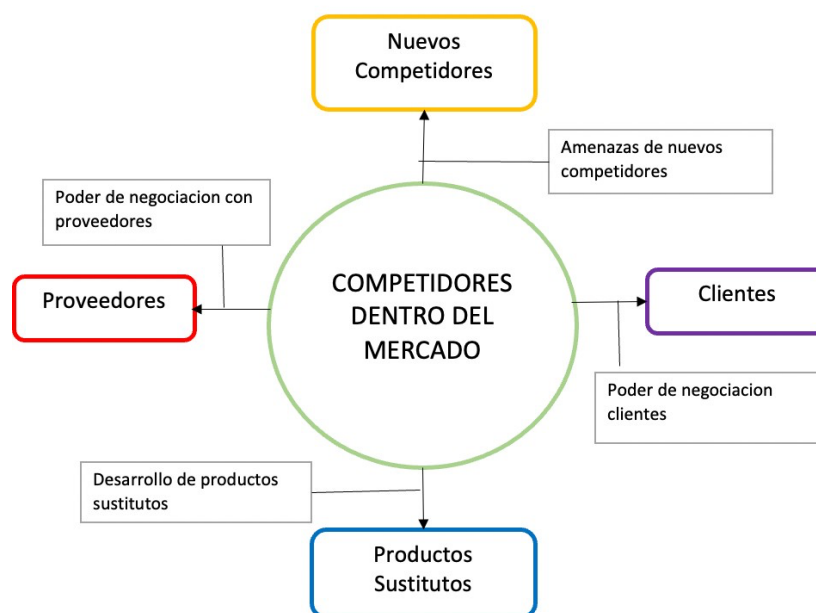 Nuevos
Competidores
Amenazas de nuevos
competidores
Poder de negociacion con
proveedores
Proveedores
COMPETIDORES
DENTRO DEL
MERCADO
Clientes
Poder de negociacion
clientes
Desarrollo de productos
sustitutos
Productos
Sustitutos